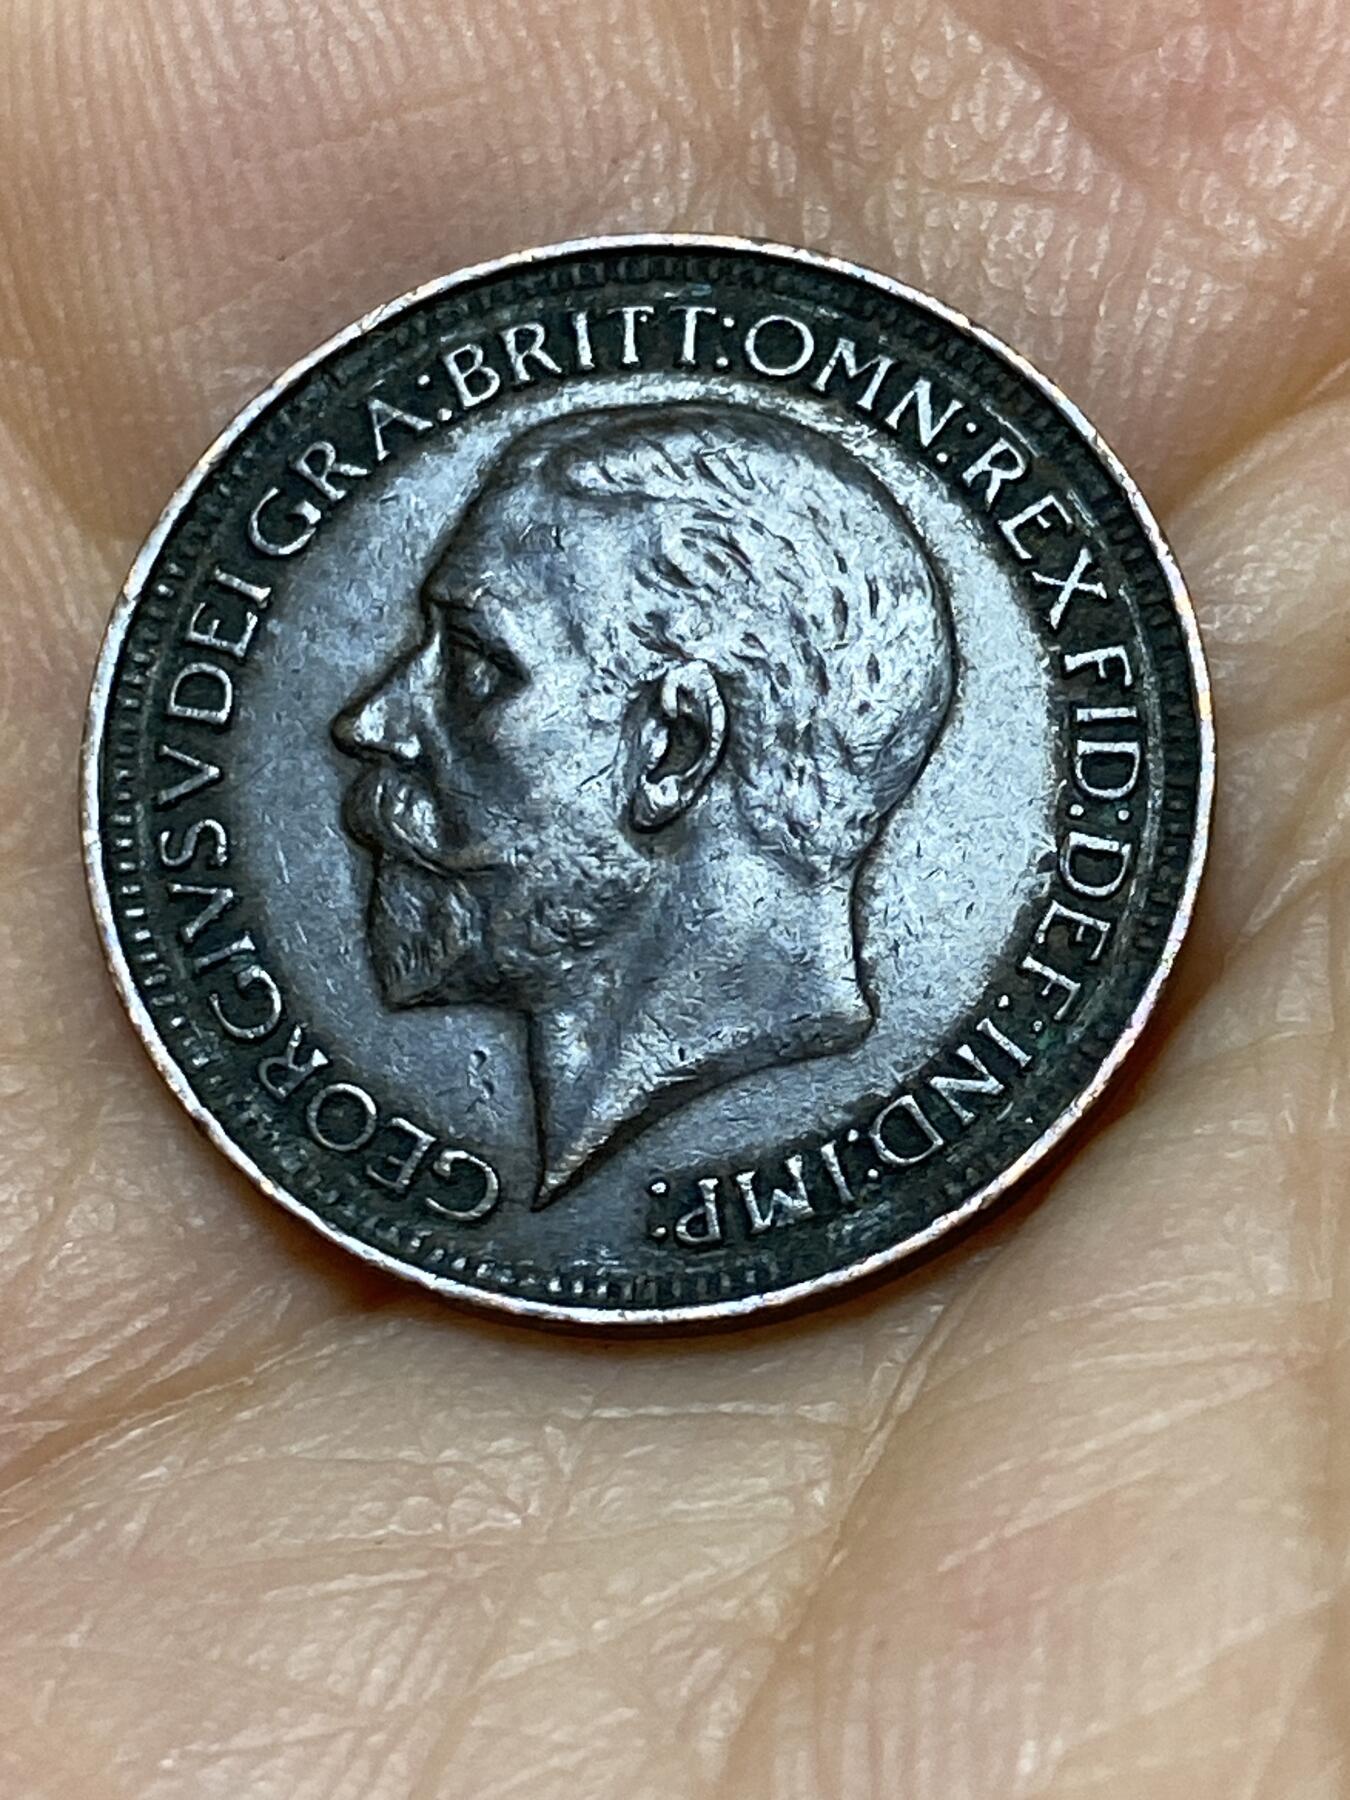 GEORGIVS V DEI GRA:BRITT:OMN:REX FID:DEF:IND:IMP: